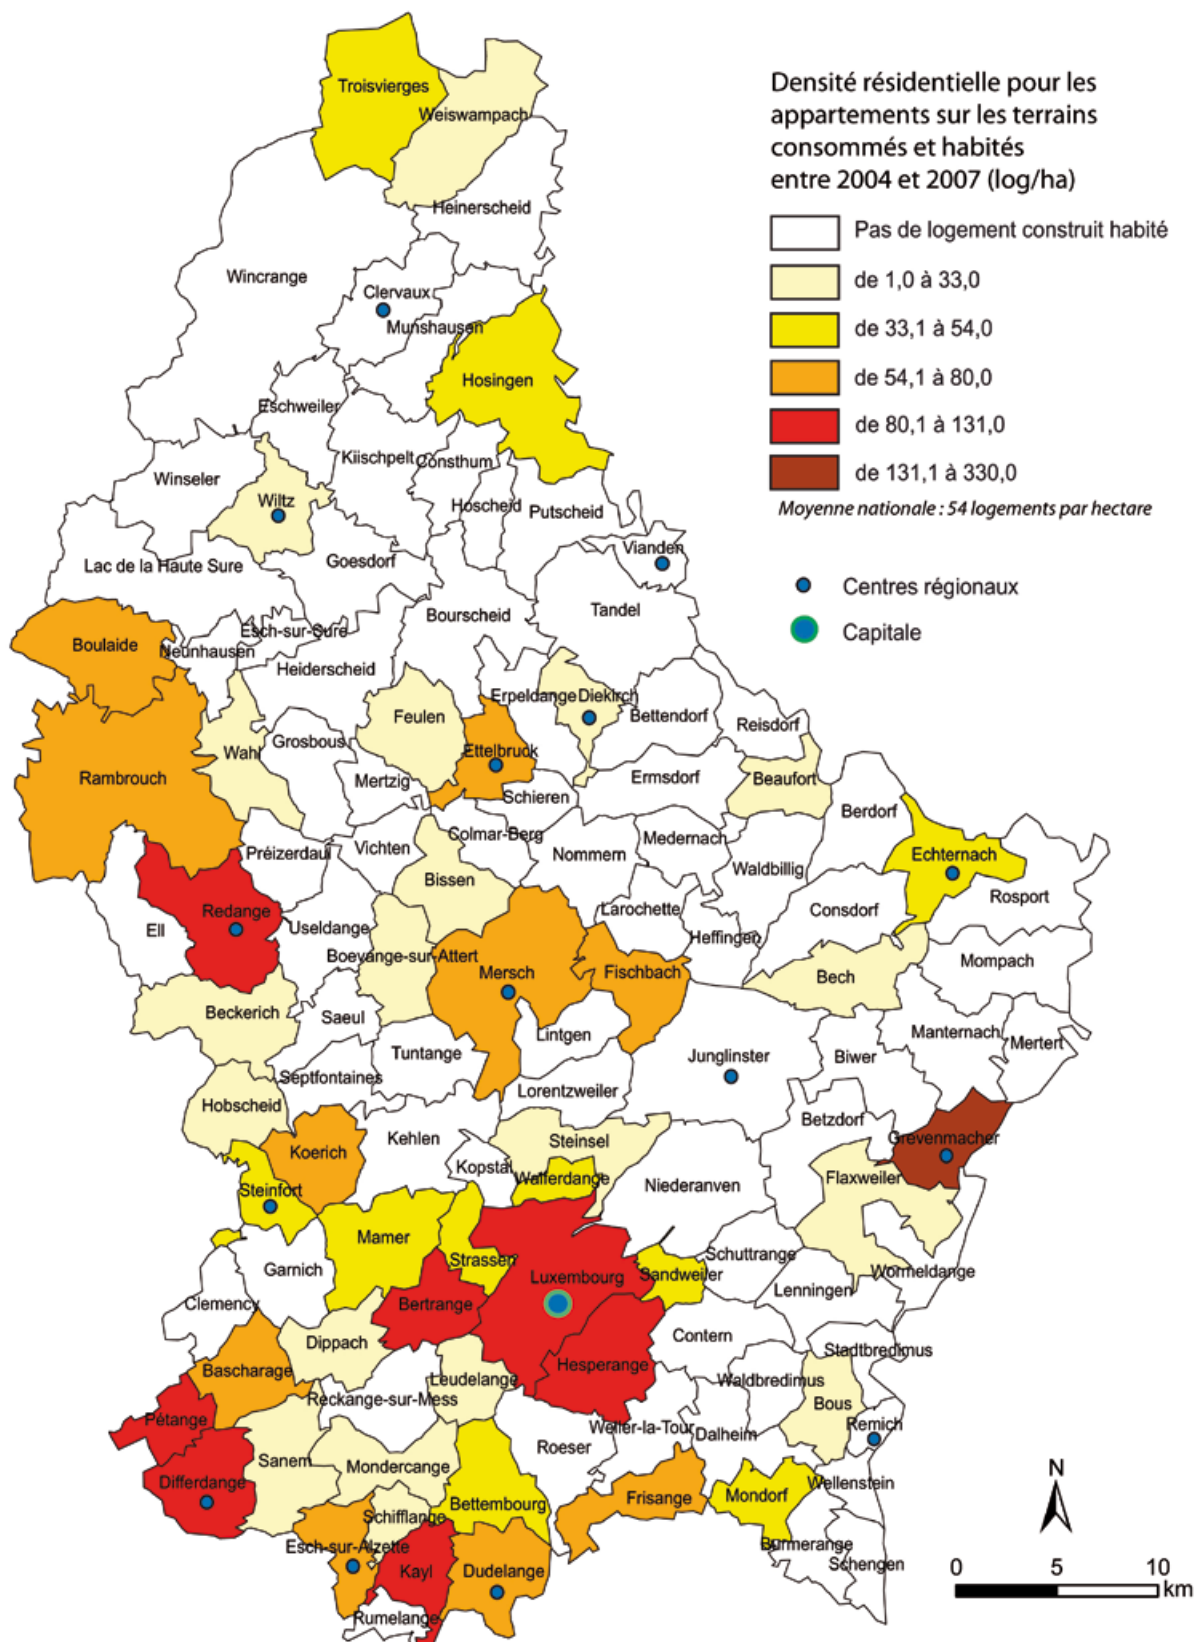 Densité résidentielle pour les
appartements sur les terrains
consommés et habités
entre 2004 et 2007 (log/ha)
Pas de logement construit habité
de 1,0 à 33,0
de 33,1 à 54,0
de 54,1 à 80,0
de 80,1 à 131,0
de 131,1 à 330,0
Moyenne nationale : 54 logements par hectare
Centres régionaux
Capitale
Troisvierges
Weiswampach
Heinerscheid
Wincrange
Clervaux
Munshausen
Hosingen
Eschweiler
Kiischpelt
Consthum
Winseler
Wiltz
Hoscheid
Putscheid
Vianden
Lac de la Haute Sure
Goesdorf
Tandel
Bourscheid
Boulaide
Neunhausen
Esch-sur-Sure
Heiderscheid
Erpeldange
Diekirch
Bettendorf
Reisdorf
Feulen
Wahl
Grosbous
Ettelbruck
Rambrouch
Mertzig
Schieren
Ermsdorf
Beaufort
Berdorf
Préizerdaul
Vichten
Colmar-Berg
Nommern
Medernach
Waldbillig
Echternach
Rosport
Bissen
Larochette
Consdorf
Redange
Ell
Useldange
Heffingen
Boevange-sur-Attert
Mersch
Fischbach
Bech
Mompach
Beckerich
Saeul
Lintgen
Tuntange
Junglinster
Biwer
Manternach
Mertert
Septfontaines
Lorentzweiler
Hobscheid
Betzdorf
Koerich
Kehlen
Steinsel
Grevenmacher
Kopstal
Walferdange
Niederanven
Flaxweiler
Steinfort
Mamer
Strassen
Garnich
Luxembourg
Sandweiler
Schuttrange
Lenningen
Wormeldange
Clemency
Bertrange
Dippach
Contern
Stadtbredimus
Bascharage
Hesperange
Leudelange
Waldbredimus
Reckange-sur-Mess
Bous
Pétange
Weiler-la-Tour
Dalheim
Remich
Roeser
Sanem
Mondercange
Differdange
Bettembourg
Frisange
Mondorf
Wellenstein
Schifflange
Esch-sur-Alzette
Burmerange
Schengen
Kayl
Dudelange
Rumelange
N
0 5 10
km